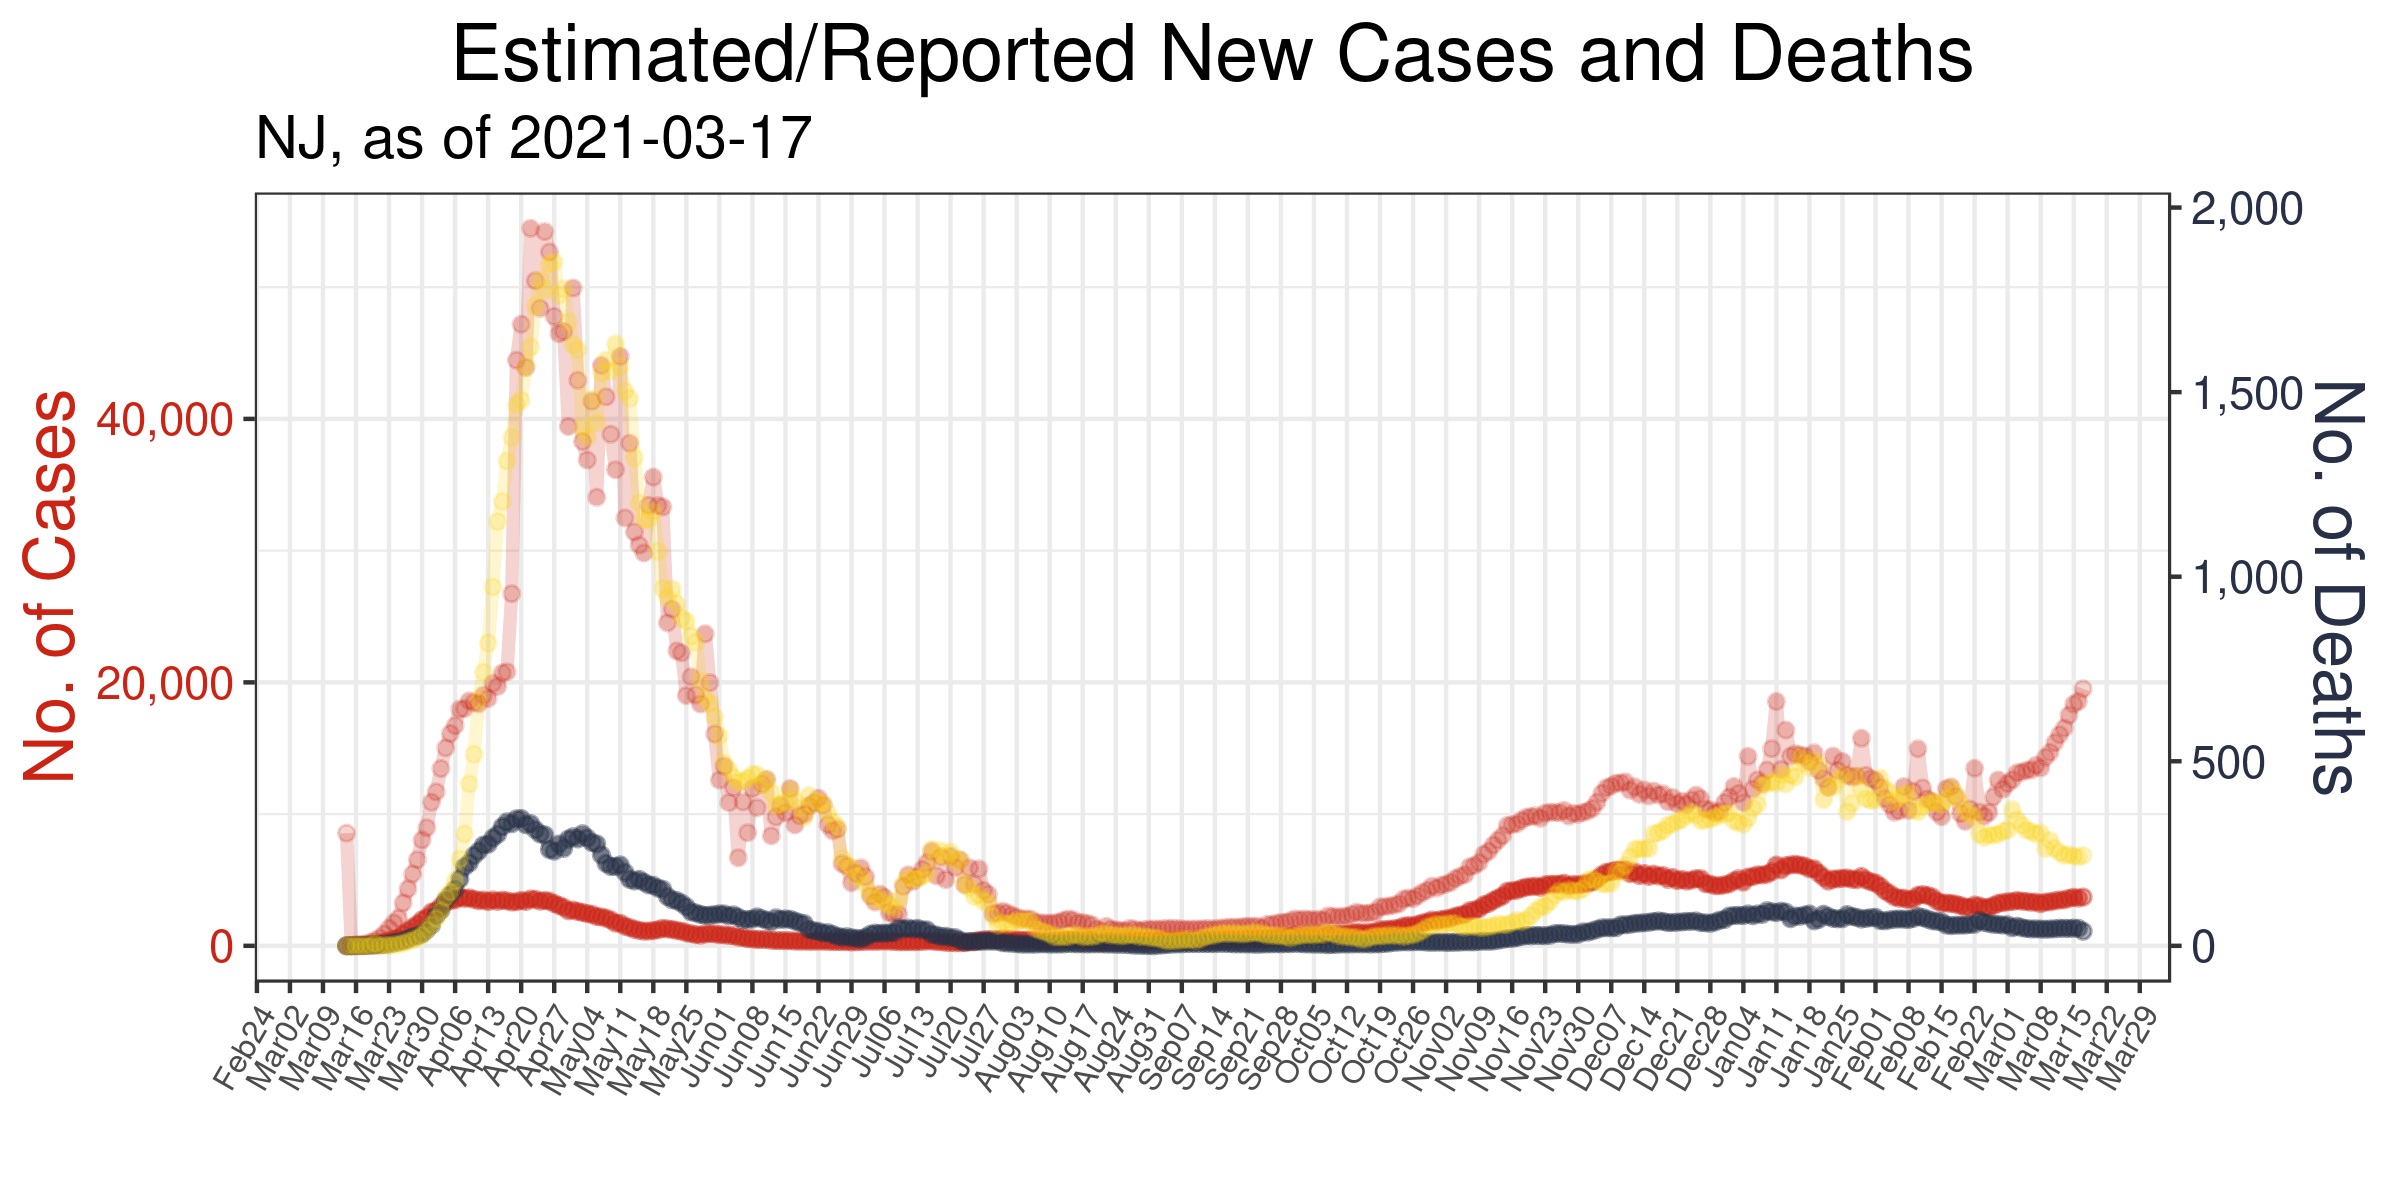 Estimated/Reported New Cases and Deaths
NJ, as of 2021-03-17
No. of Cases
40,000
20,000
0
2,000
1,500
1,000
500
0
No. of Deaths
Feb24
Mar02
Mar09
Mar16
Mar23
Mar30
Apr06
Apr13
Apr20
Apr27
May04
May11
May18
May25
Jun01
Jun08
Jun15
Jun22
Jun29
Jul06
Jul13
Jul20
Jul27
Aug03
Aug10
Aug17
Aug24
Aug31
Sep07
Sep14
Sep21
Sep28
Oct05
Oct12
Oct19
Oct26
Nov02
Nov09
Nov16
Nov23
Nov30
Dec07
Dec14
Dec21
Dec28
Jan04
Jan11
Jan18
Jan25
Feb01
Feb08
Feb15
Feb22
Mar01
Mar08
Mar15
Mar22
Mar29